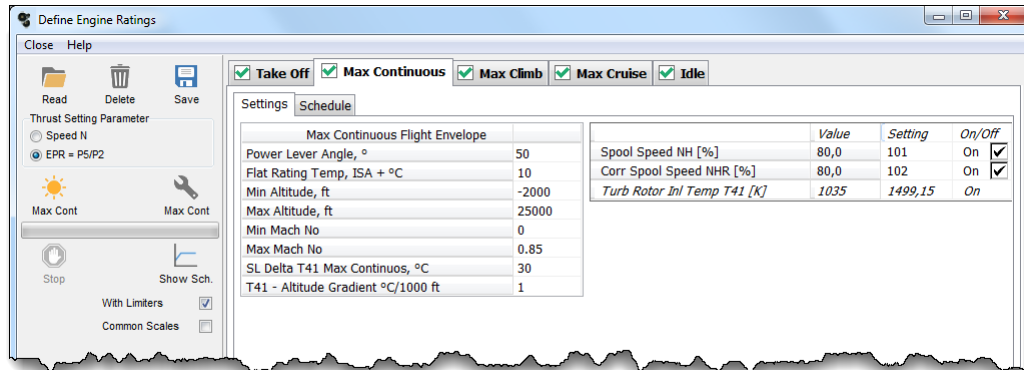 Define Engine Ratings
Close Help
Read Delete Save
Thrust Setting Parameter
Speed N
EPR = P5/P2
Max Cont Max Cont
Stop Show Sch.
With Limiters
Common Scales
Take Off Max Continuous Max Climb Max Cruise Idle
Settings Schedule
Max Continuous Flight Envelope
Power Lever Angle, º 50
Flat Rating Temp, ISA + ºC 10
Min Altitude, ft -2000
Max Altitude, ft 25000
Min Mach No 0
Max Mach No 0.85
SL Delta T41 Max Continuos, ºC 30
T41 - Altitude Gradient ºC/1000 ft 1
Value Setting On/Off
Spool Speed NH [%] 80,0 101 On
Corr Spool Speed NHR [%] 80,0 102 On
Turb Rotor Inl Temp T41 [K] 1035 1499,15 On